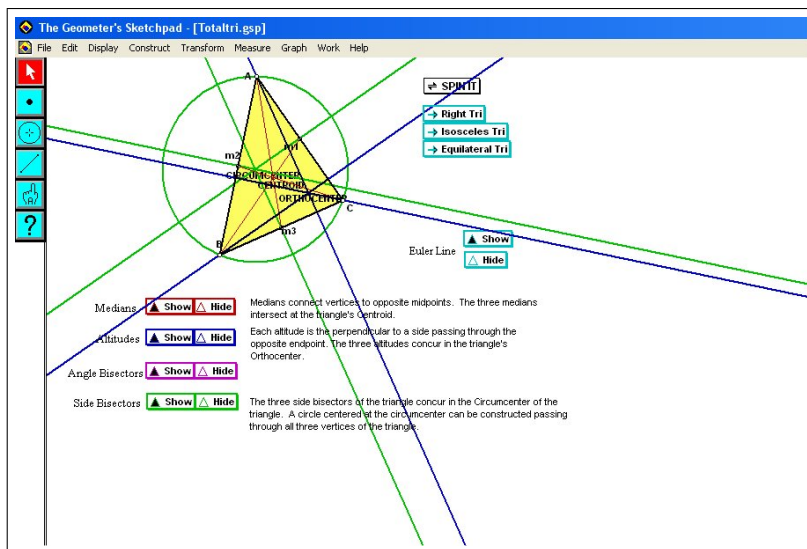 The Geometer's Sketchpad - [Totaltri.gsp]
File Edit Display Construct Transform Measure Graph Work Help
A
SPIN IT
Right Tri
Isosceles Tri
Equilateral Tri
m1
m2
CIRCUMCENTER
CENTROID
ORTHOCENTER
C
m3
B
Euler Line
Show
Hide
Medians Show Hide
Medians connect vertices to opposite midpoints. The three medians
intersect at the triangle's Centroid.
Altitudes Show Hide
Each altitude is the perpendicular to a side passing through the
opposite endpoint. The three altitudes concur in the triangle's
Orthocenter.
Angle Bisectors Show Hide
Side Bisectors Show Hide
The three side bisectors of the triangle concur in the Circumcenter of the
triangle. A circle centered at the circumcenter can be constructed passing
through all three vertices of the triangle.
A
?